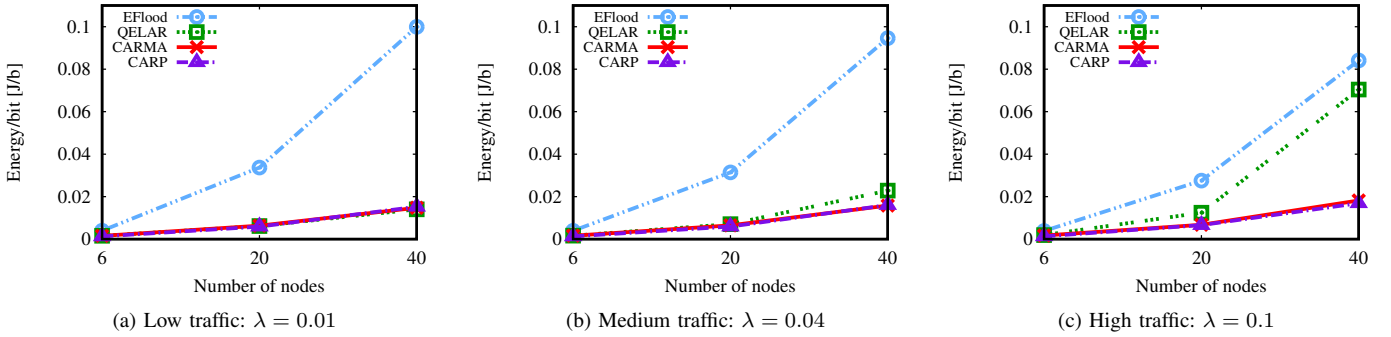 Energy/bit [J/b]
0.1
0.08
0.06
0.04
0.02
0
6
20
40
Number of nodes
EFlood
QELAR
CARMA
CARP
(a) Low traffic: λ = 0.01
Energy/bit [J/b]
0.1
0.08
0.06
0.04
0.02
0
6
20
40
Number of nodes
EFlood
QELAR
CARMA
CARP
(b) Medium traffic: λ = 0.04
Energy/bit [J/b]
0.1
0.08
0.06
0.04
0.02
0
6
20
40
Number of nodes
EFlood
QELAR
CARMA
CARP
(c) High traffic: λ = 0.1